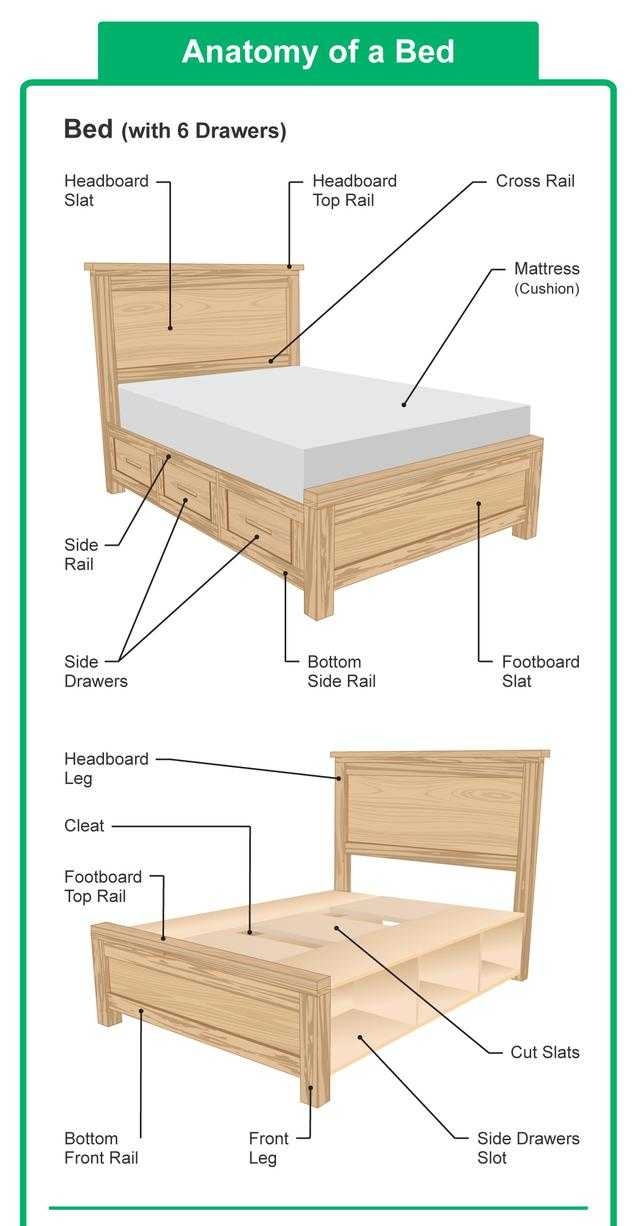 Anatomy of a Bed
Bed (with 6 Drawers)
Headboard
Slat
Headboard
Top Rail
Cross Rail
Mattress
(Cushion)
Side
Rail
Side
Drawers
Bottom
Side Rail
Footboard
Slat
Headboard
Leg
Cleat
Footboard
Top Rail
Cut Slats
Bottom
Front Rail
Front
Leg
Side Drawers
Slot